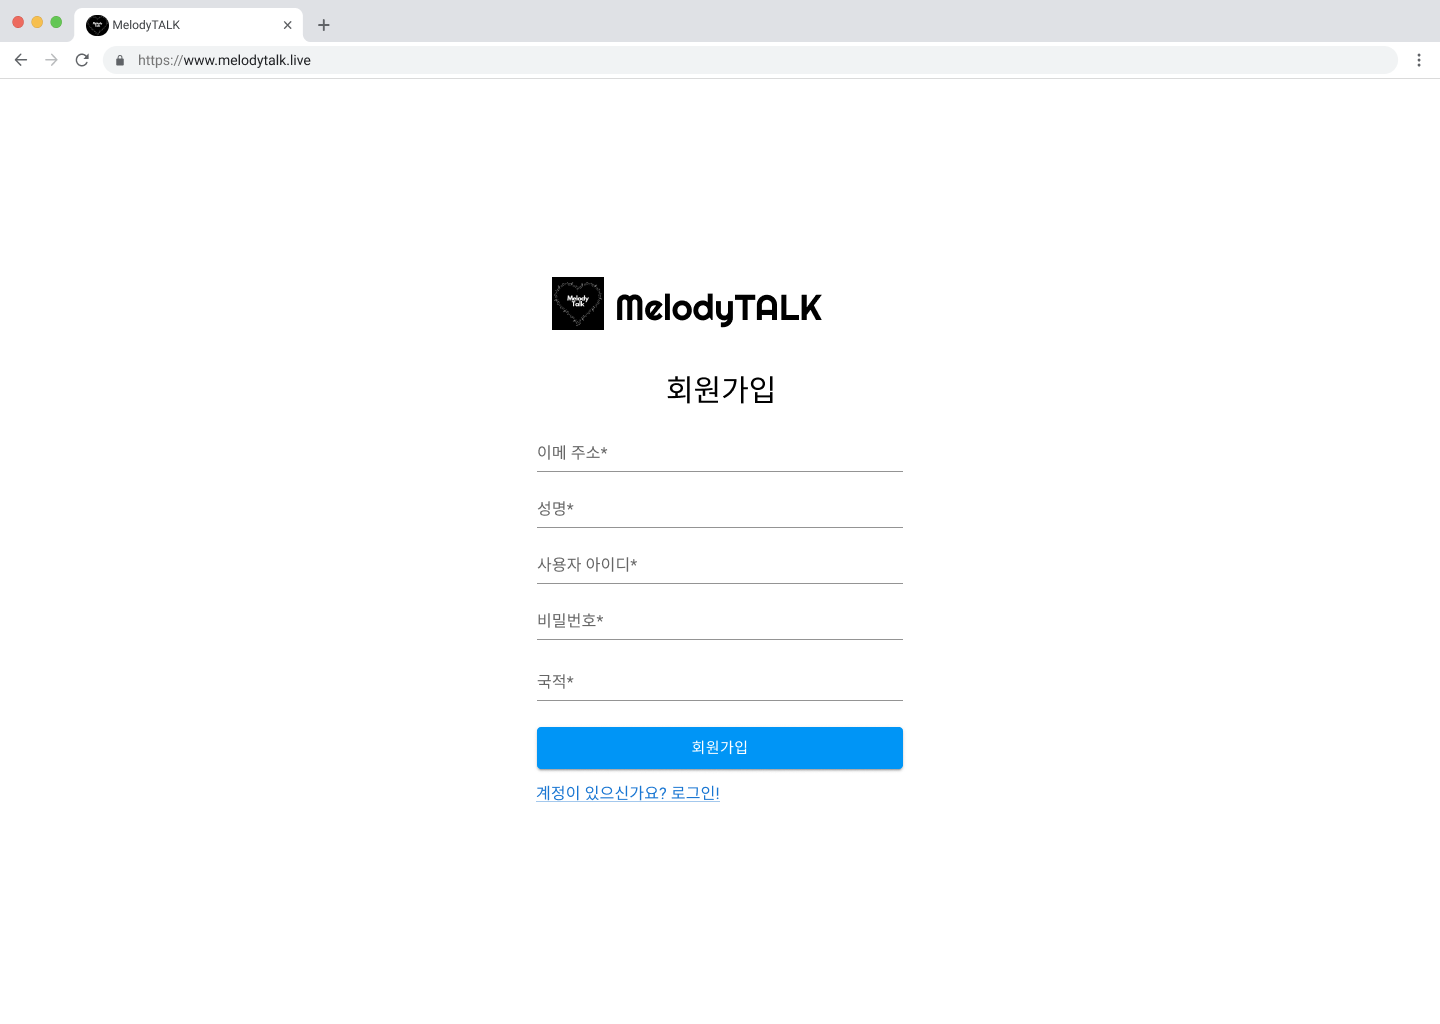 MelodyTALK
https://www.melodytalk.live
Melody
Talk
MelodyTALK
회원가입
이메 주소*
성명*
사용자 아이디*
비밀번호*
국적*
회원가입
계정이 있으신가요? 로그인!